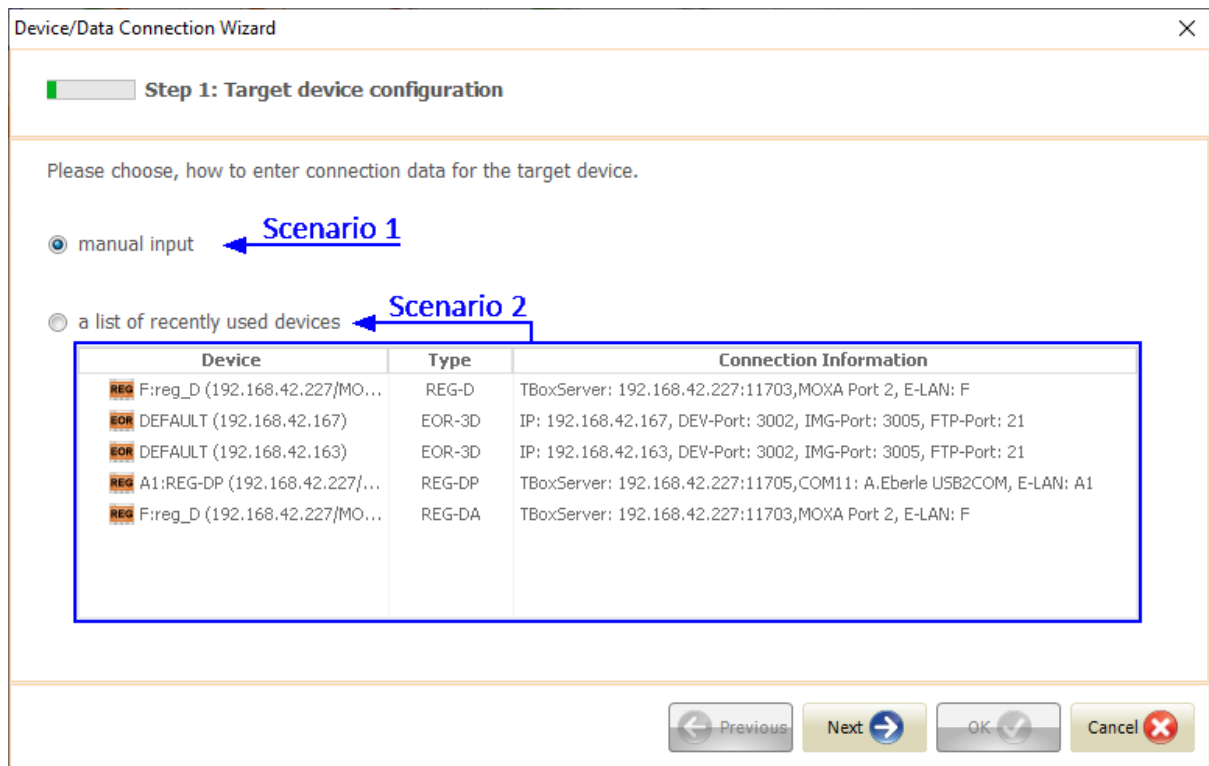 Device/Data Connection Wizard
Step 1: Target device configuration
Please choose, how to enter connection data for the target device.
manual input Scenario 1
a list of recently used devices Scenario 2
Device Type Connection Information
REG F:reg_D (192.168.42.227/MO... REG-D TBoxServer: 192.168.42.227:11703,MOXA Port 2, E-LAN: F
EOR DEFAULT (192.168.42.167) EOR-3D IP: 192.168.42.167, DEV-Port: 3002, IMG-Port: 3005, FTP-Port: 21
EOR DEFAULT (192.168.42.163) EOR-3D IP: 192.168.42.163, DEV-Port: 3002, IMG-Port: 3005, FTP-Port: 21
REG A1:REG-DP (192.168.42.227/... REG-DP TBoxServer: 192.168.42.227:11705,COM11: A.Eberle USB2COM, E-LAN: A1
REG F:reg_D (192.168.42.227/MO... REG-DA TBoxServer: 192.168.42.227:11703,MOXA Port 2, E-LAN: F
Previous Next OK Cancel